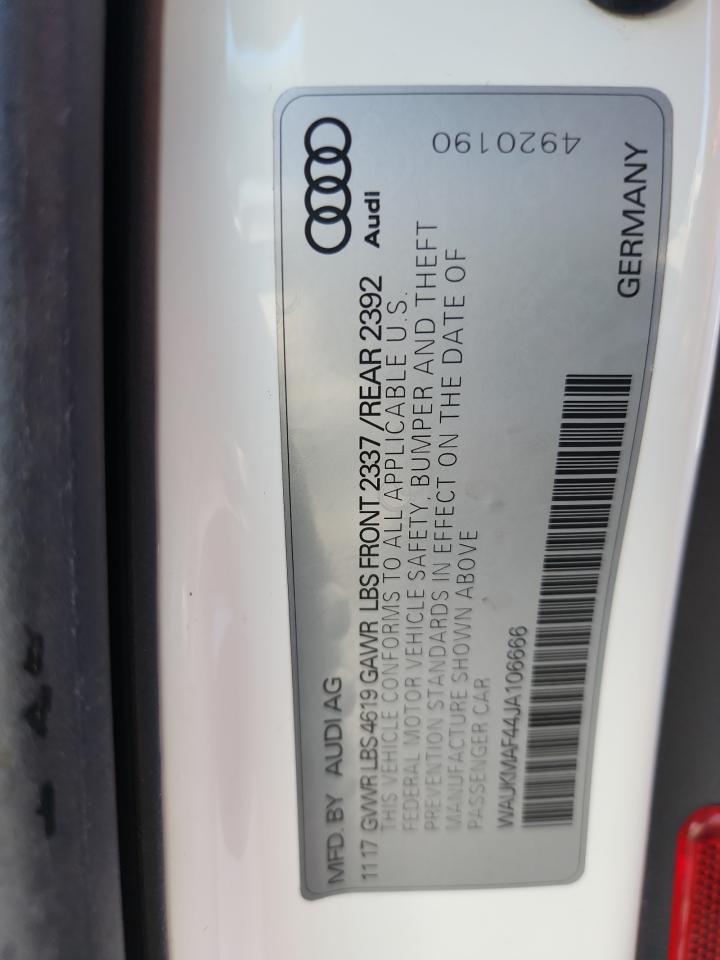 MFD. BY AUDI AG
1117 GVWR LBS 4619 GAWR LBS FRONT 2337 /REAR 2392
THIS VEHICLE CONFORMS TO ALL APPLICABLE U.S.
FEDERAL MOTOR VEHICLE SAFETY, BUMPER AND THEFT
PREVENTION STANDARDS IN EFFECT ON THE DATE OF
MANUFACTURE SHOWN ABOVE
PASSENGER CAR
WAUKMAF44JA106666
Audi
4920190
GERMANY